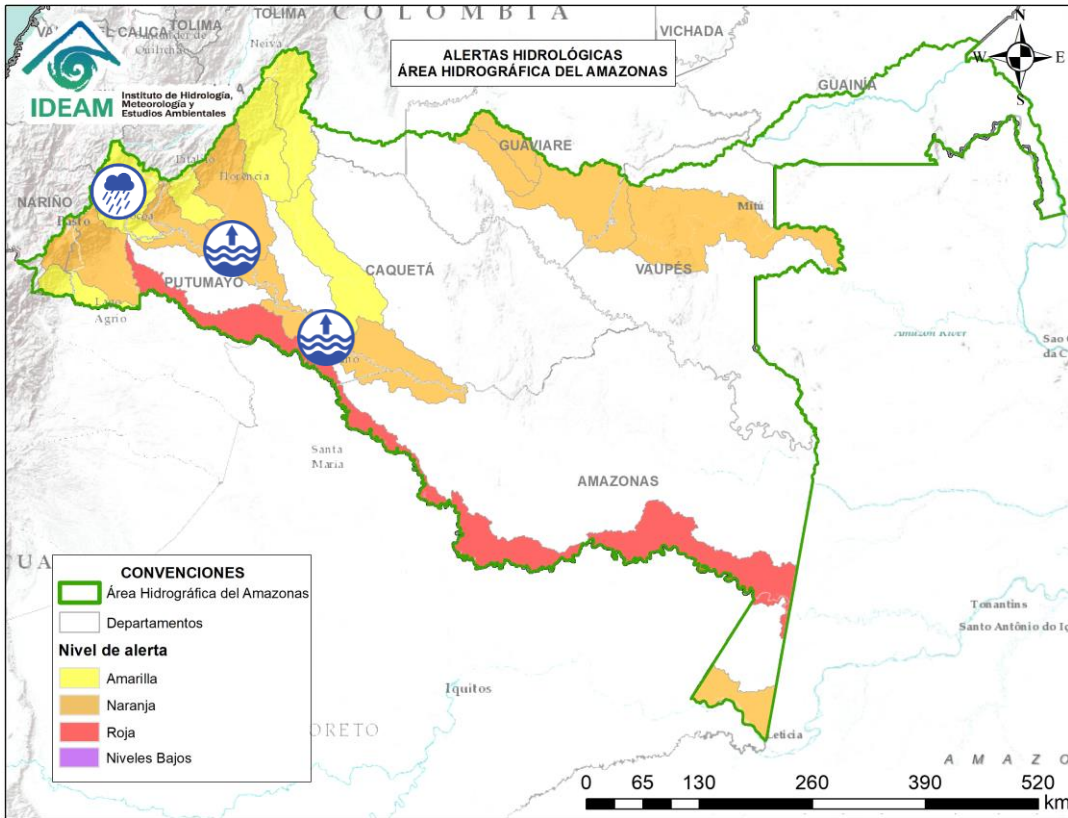 COLOMBIA
TOLIMA
TOLIMA
Neiva
VICHADA
ALERTAS HIDROLÓGICAS
ÁREA HIDROGRÁFICA DEL AMAZONAS
N
W
E
S
IDEAM
Instituto de Hidrología,
Meteorología y
Estudios Ambientales
GUAINÍA
GUAVIARE
Florencia
NARIÑO
Pasto
Mitú
CAQUETÁ
VAUPÉS
PUTUMAYO
Lago
Agrio
Amazon River
Santa
Maria
AMAZONAS
CONVENCIONES
Área Hidrográfica del Amazonas
Departamentos
Nivel de alerta
Amarilla
Naranja
Roja
Niveles Bajos
Tonantins
Santo Antônio do Iç
Iquitos
ORETO
Leticia
A M A Z O
0 65 130 260 390 520
km